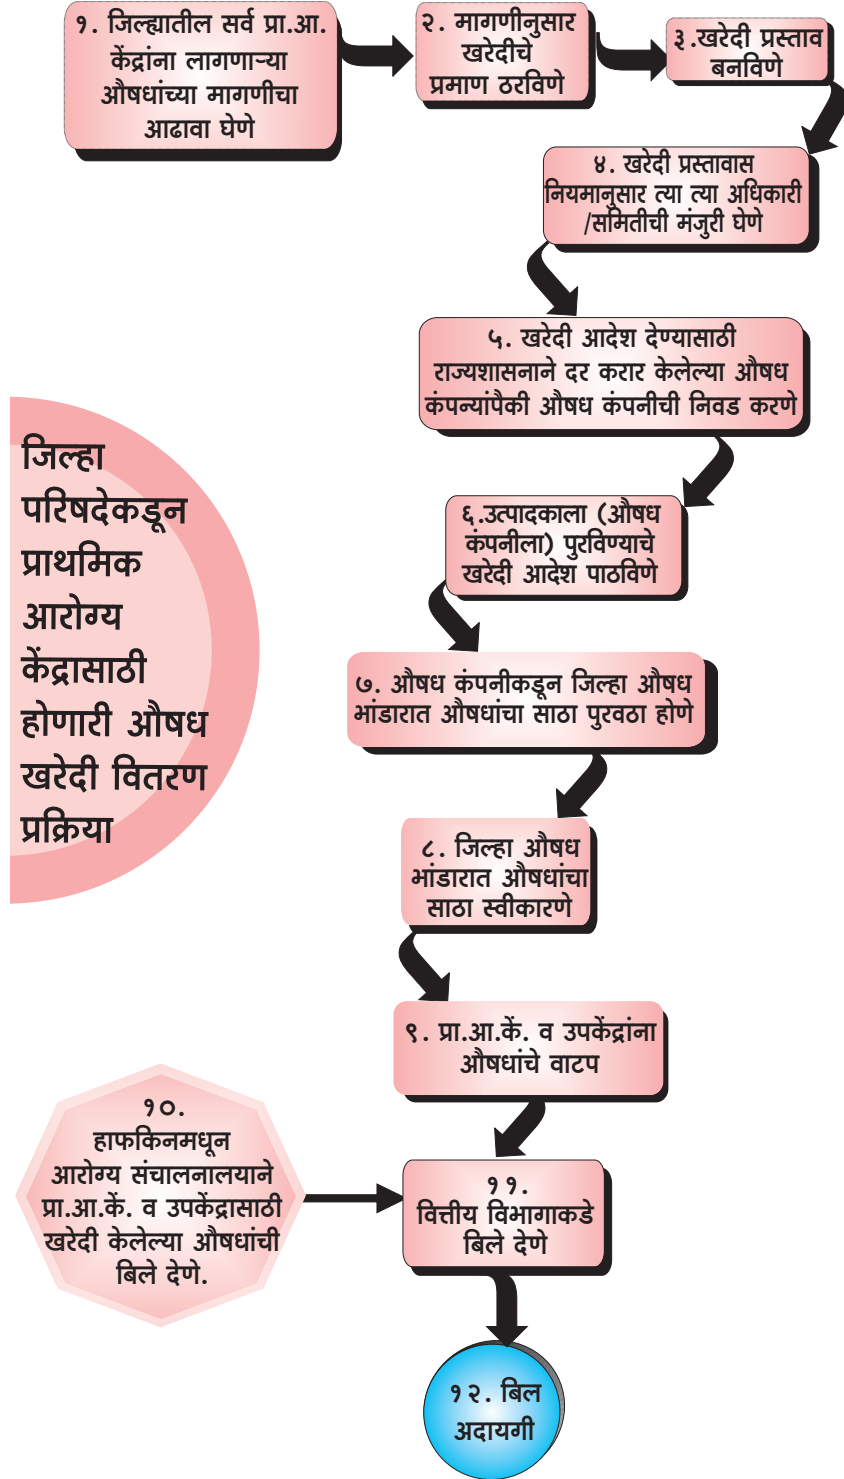 १. जिल्ह्यातील सर्व प्रा.आ.
केंद्रांना लागणाऱ्या
औषधांच्या मागणीचा
आढावा घेणे
२. मागणीनुसार
खरेदीचे
प्रमाण ठरविणे
३.खरेदी प्रस्ताव
बनविणे
४. खरेदी प्रस्तावास
नियमानुसार त्या त्या अधिकारी
/समितीची मंजुरी घेणे
५. खरेदी आदेश देण्यासाठी
राज्यशासनाने दर करार केलेल्या औषध
कंपन्यांपैकी औषध कंपनीची निवड करणे
जिल्हा
परिषदेकडून
प्राथमिक
आरोग्य
केंद्रासाठी
होणारी औषध
खरेदी वितरण
प्रक्रिया
६.उत्पादकाला (औषध
कंपनीला) पुरविण्याचे
खरेदी आदेश पाठविणे
७. औषध कंपनीकडून जिल्हा औषध
भांडारात औषधांचा साठा पुरवठा होणे
८. जिल्हा औषध
भांडारात औषधांचा
साठा स्वीकारणे
९. प्रा.आ.कें. व उपकेंद्रांना
औषधांचे वाटप
१०.
हाफकिनमधून
आरोग्य संचालनालयाने
प्रा.आ.कें. व उपकेंद्रासाठी
खरेदी केलेल्या औषधांची
बिले देणे.
११.
वित्तीय विभागाकडे
बिले देणे
१२. बिल
अदायगी